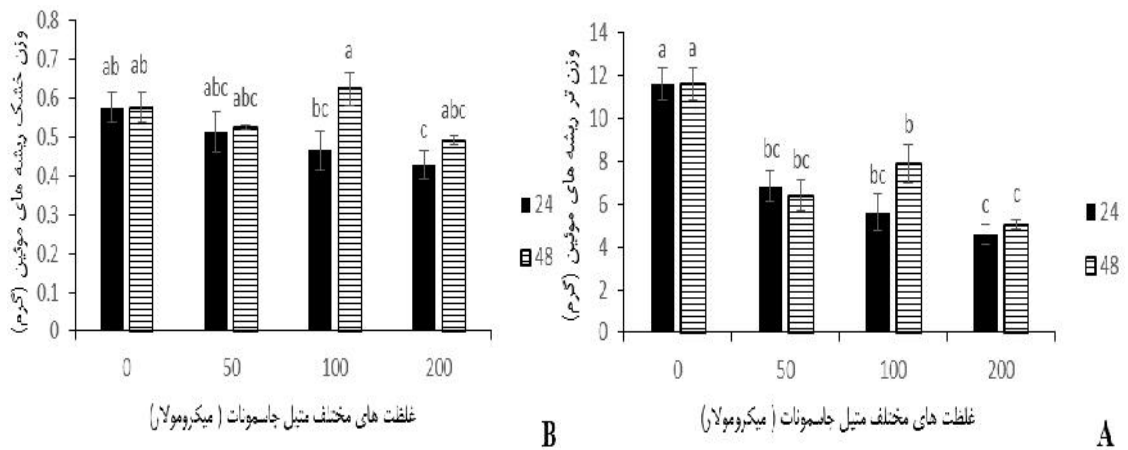 وزن خشک ریشه های موئین (گرم)
0.8
0.7
0.6
0.5
0.4
0.3
0.2
0.1
0
ab ab
abc abc
bc a
c abc
0 50 100 200
24
48
غلظت های مختلف متیل جاسمونات ( میکرومولار)
B
وزن تر ریشه های موئین (گرم)
14
12
10
8
6
4
2
0
a a
bc bc
bc b
c c
0 50 100 200
24
48
غلظت های مختلف متیل جاسمونات ( میکرومولار)
A